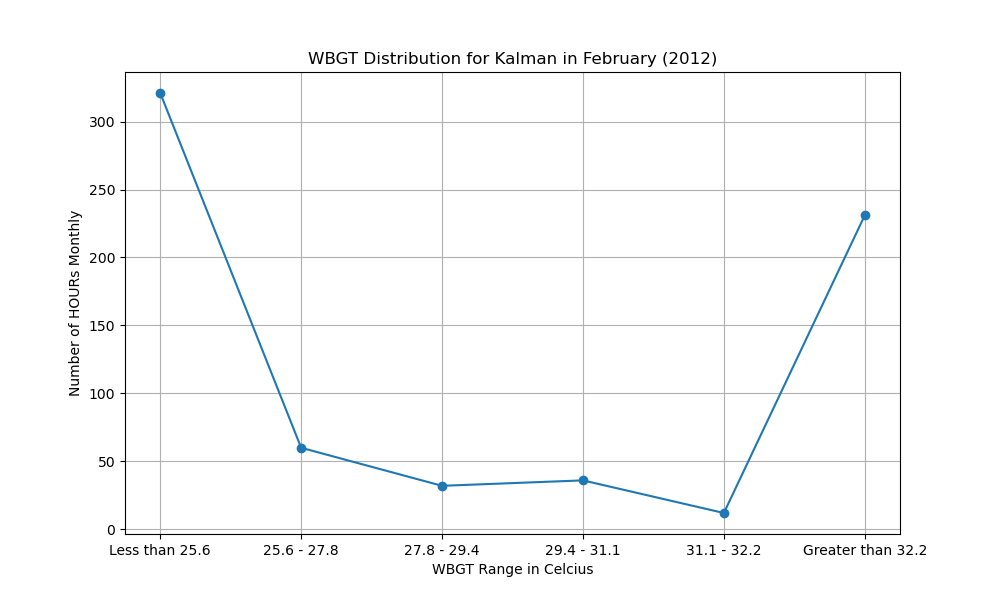 WBGT Distribution for Kalman in February (2012)
Number of HOURs Monthly
300
250
200
150
100
50
0
Less than 25.6
25.6 - 27.8
27.8 - 29.4
29.4 - 31.1
31.1 - 32.2
Greater than 32.2
WBGT Range in Celcius